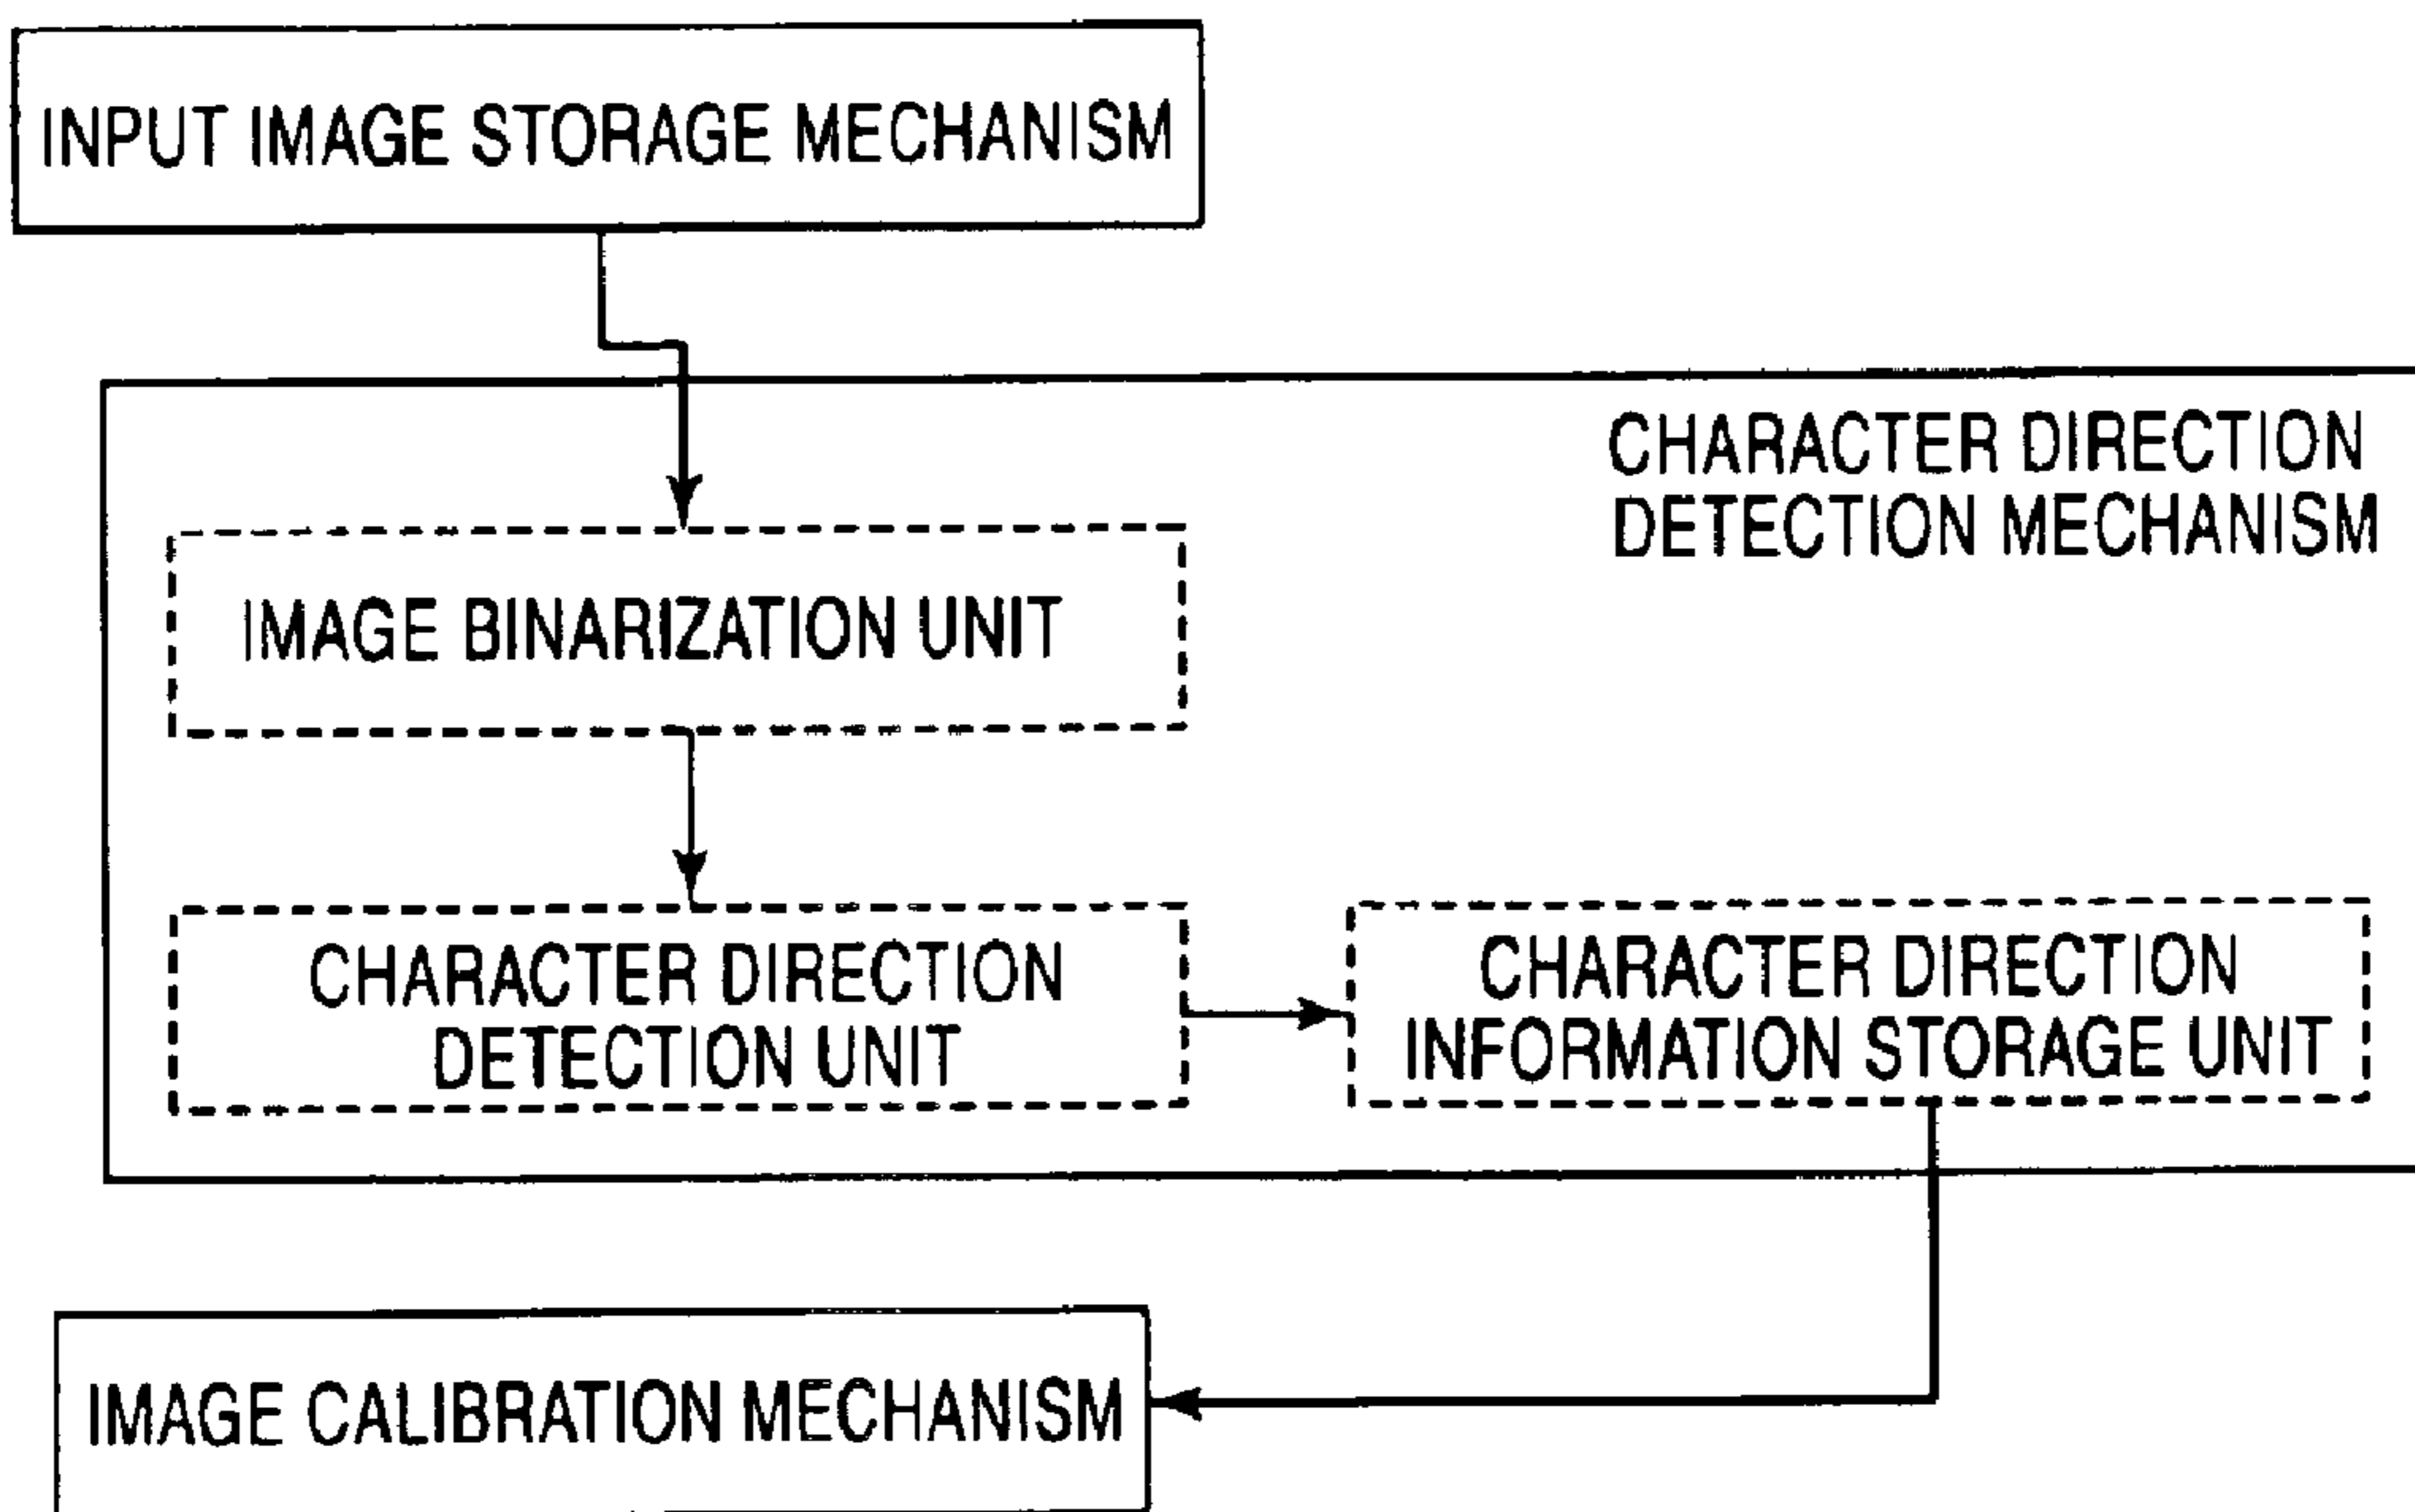 INPUT IMAGE STORAGE MECHANISM
CHARACTER DIRECTION
DETECTION MECHANISM
IMAGE BINARIZATION UNIT
CHARACTER DIRECTION
DETECTION UNIT
CHARACTER DIRECTION
INFORMATION STORAGE UNIT
IMAGE CALIBRATION MECHANISM